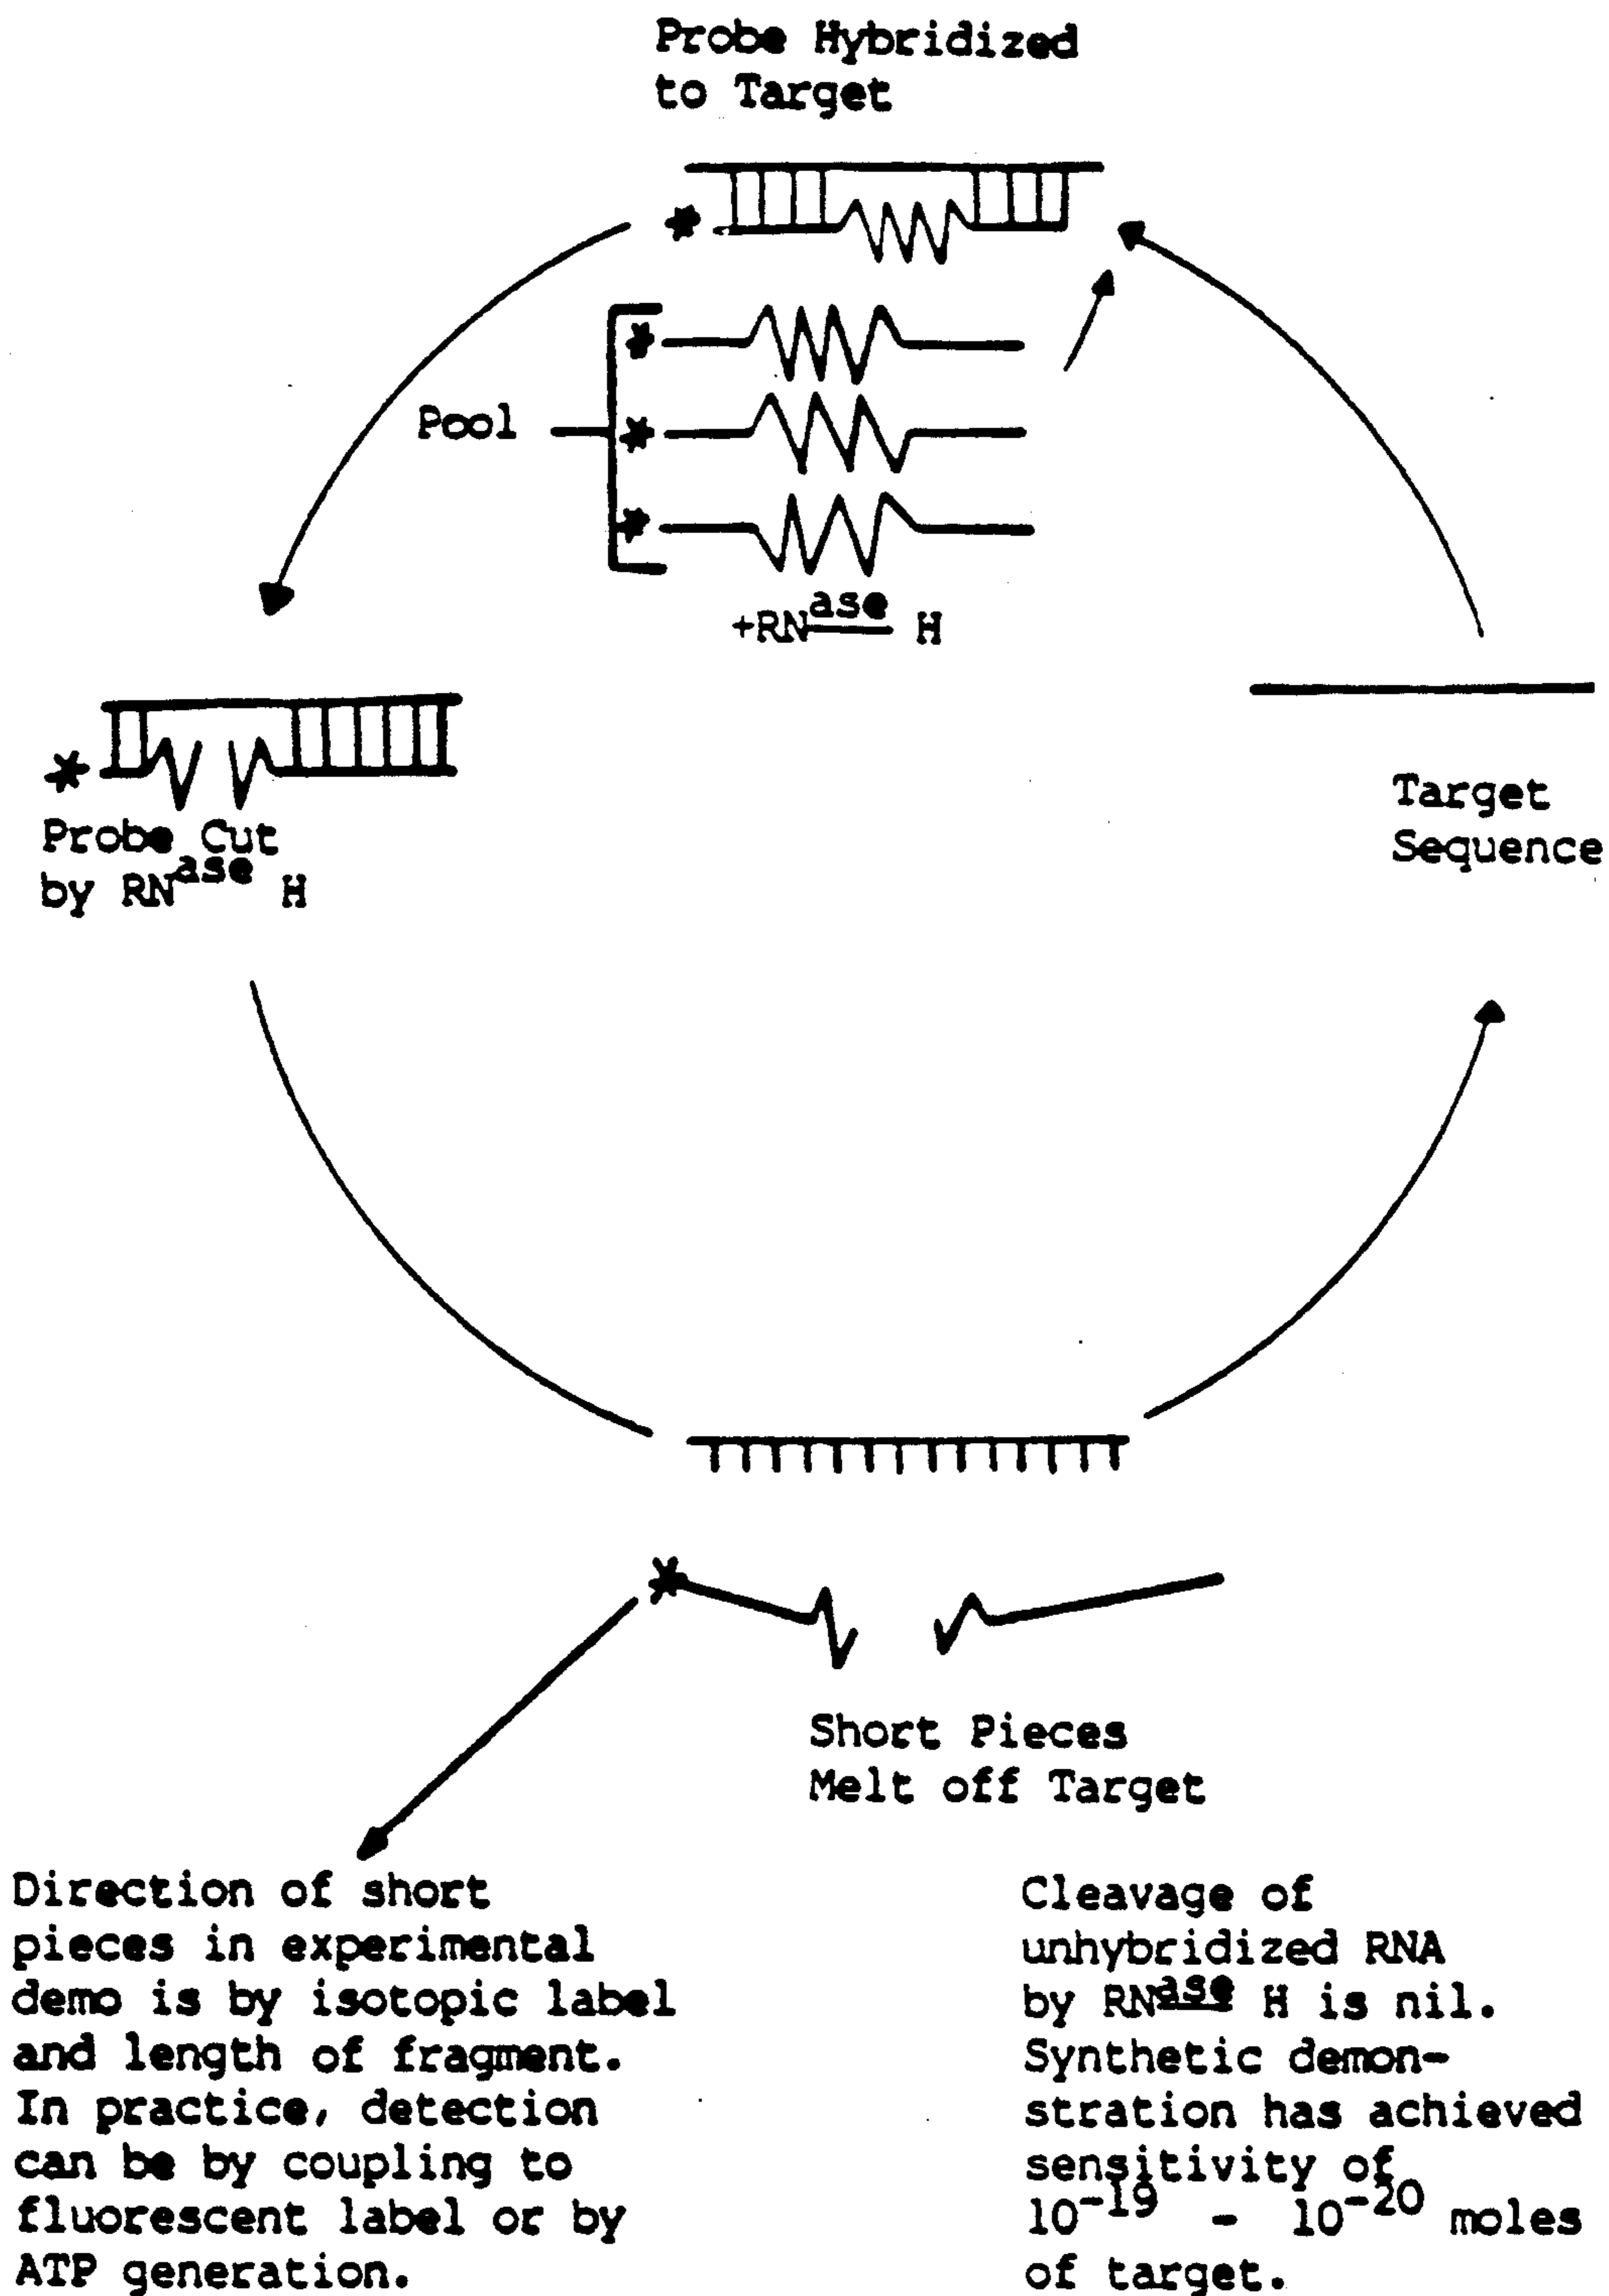 Probe Hybridized
to Target
Pool
+RNase H
Probe Cut
by RNase H
Target
Sequence
Short Pieces
Melt off Target
Direction of short
pieces in experimental
demo is by isotopic label
and length of fragment.
In practice, detection
can be by coupling to
fluorescent label or by
ATP generation.
Cleavage of
unhybridized RNA
by RNase H is nil.
Synthetic demon-
stration has achieved
sensitivity of
10⁻¹⁹ - 10⁻²⁰ moles
of target.